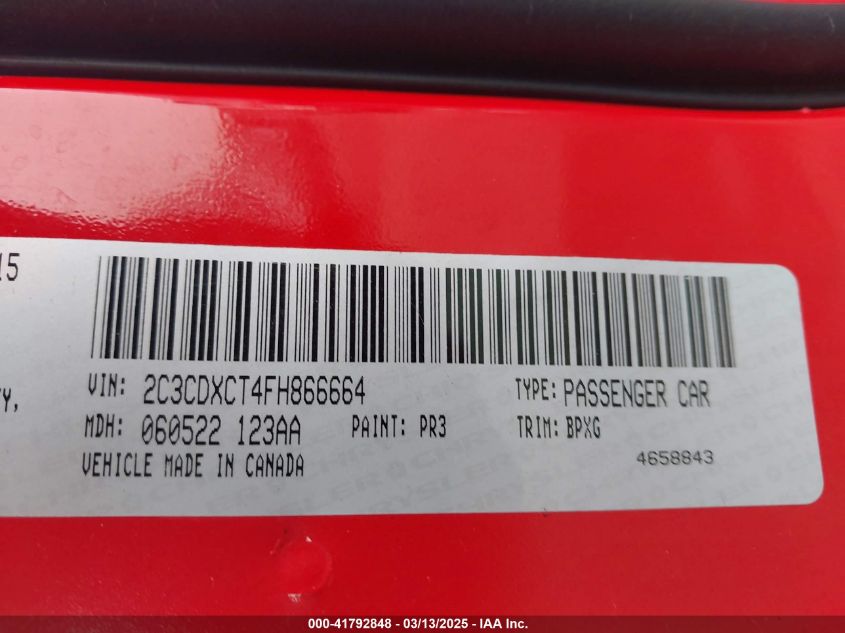 15
VIN: 2C3CDXCT4FH866664
TYPE: PASSENGER CAR
Y,
MDH: 060522 123AA
PAINT: PR3
TRIM: BPXG
VEHICLE MADE IN CANADA
4658843
000-41792848 - 03/13/2025 - IAA Inc.